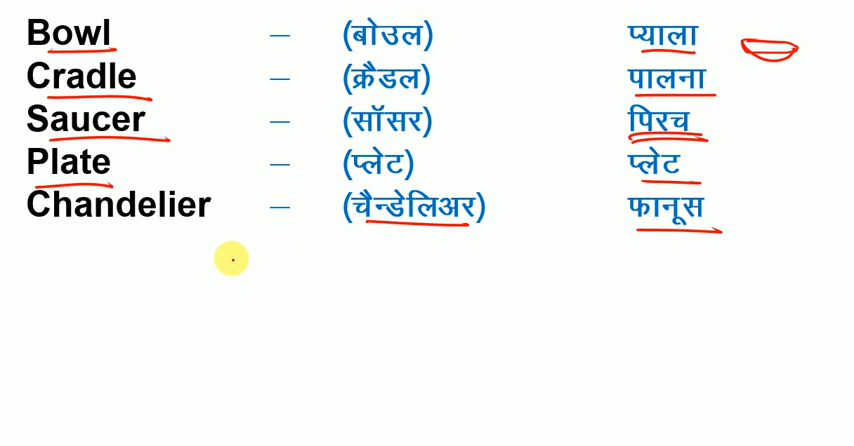 Bowl – (बोउल) प्याला
Cradle – (क्रैडल) पालना
Saucer – (सॉसर) पिरच
Plate – (प्लेट) प्लेट
Chandelier – (चैन्डेलिअर) फानूस